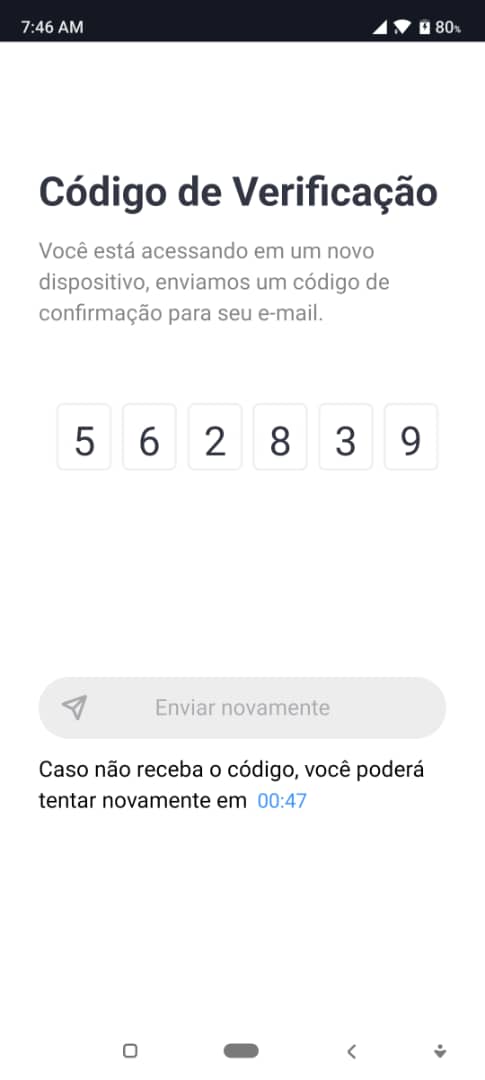 7:46 AM 80%
Código de Verificação
Você está acessando em um novo
dispositivo, enviamos um código de
confirmação para seu e-mail.
5 6 2 8 3 9
Enviar novamente
Caso não receba o código, você poderá
tentar novamente em 00:47